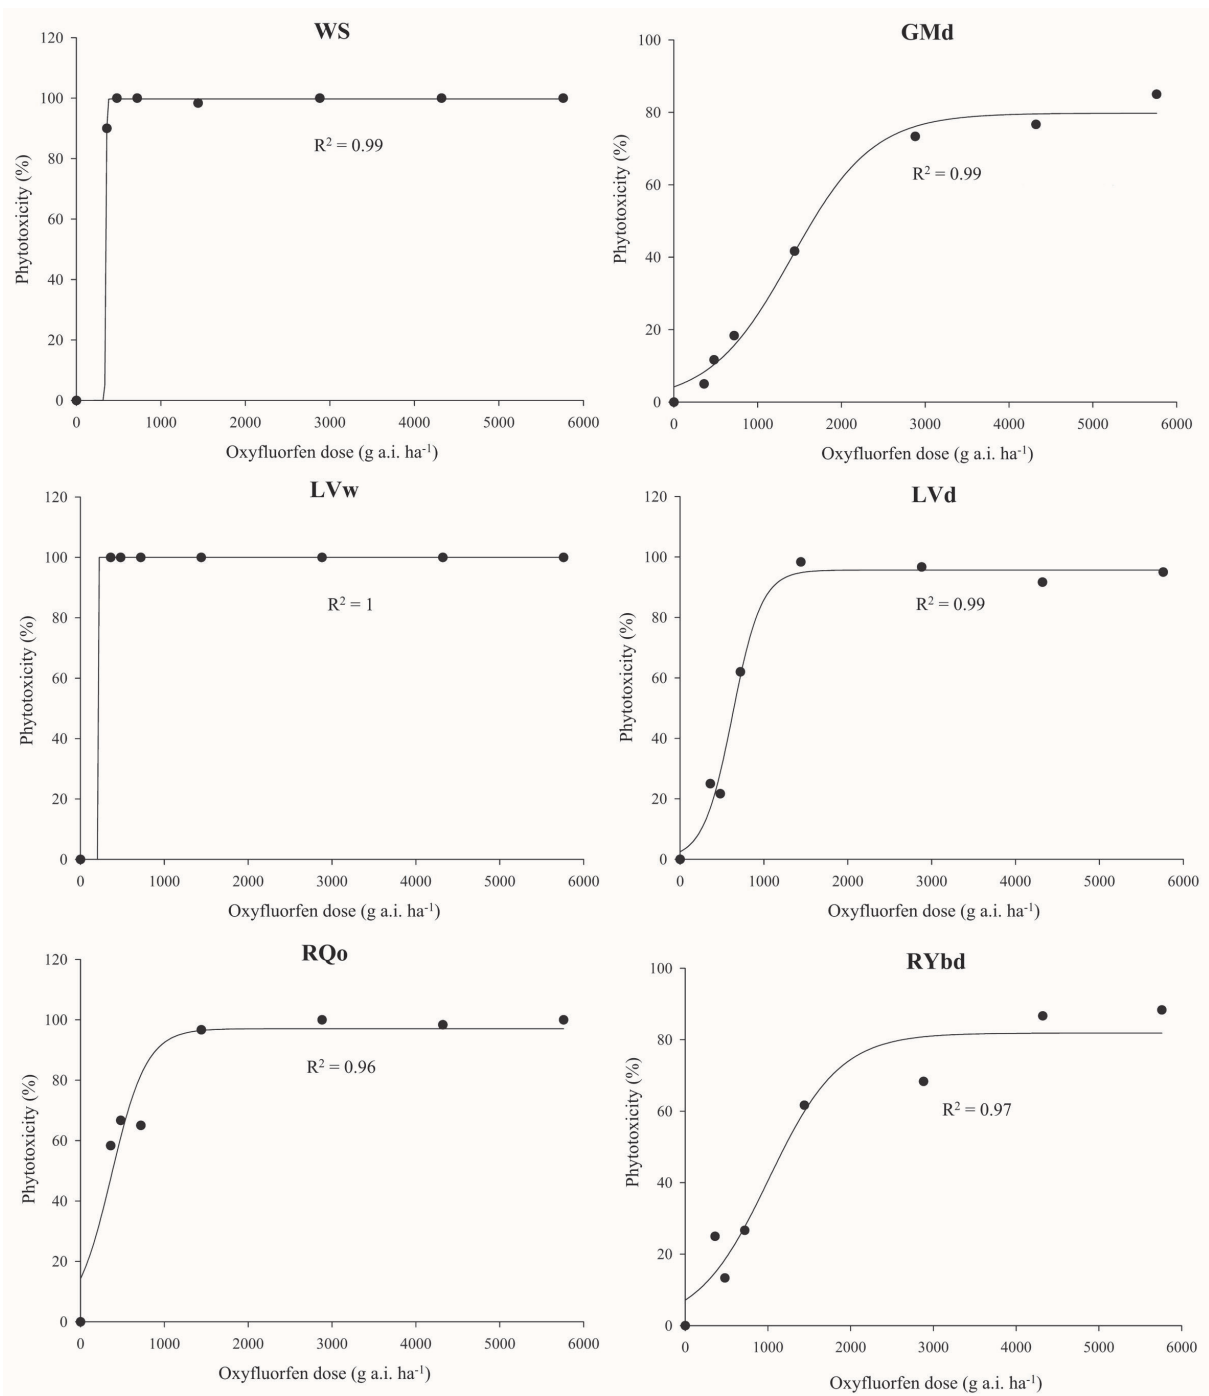 WS
120
100
80
60
40
20
0
Phytotoxicity (%)
R² = 0.99
0 1000 2000 3000 4000 5000 6000
Oxyfluorfen dose (g a.i. ha⁻¹)
GMd
100
80
60
40
20
0
Phytotoxicity (%)
R² = 0.99
0 1000 2000 3000 4000 5000 6000
Oxyfluorfen dose (g a.i. ha⁻¹)
LVw
120
100
80
60
40
20
0
Phytotoxicity (%)
R² = 1
0 1000 2000 3000 4000 5000 6000
Oxyfluorfen dose (g a.i. ha⁻¹)
LVd
120
100
80
60
40
20
0
Phytotoxicity (%)
R² = 0.99
0 1000 2000 3000 4000 5000 6000
Oxyfluorfen dose (g a.i. ha⁻¹)
RQo
120
100
80
60
40
20
0
Phytotoxicity (%)
R² = 0.96
0 1000 2000 3000 4000 5000 6000
Oxyfluorfen dose (g a.i. ha⁻¹)
RYbd
100
80
60
40
20
0
Phytotoxicity (%)
R² = 0.97
0 1000 2000 3000 4000 5000 6000
Oxyfluorfen dose (g a.i. ha⁻¹)